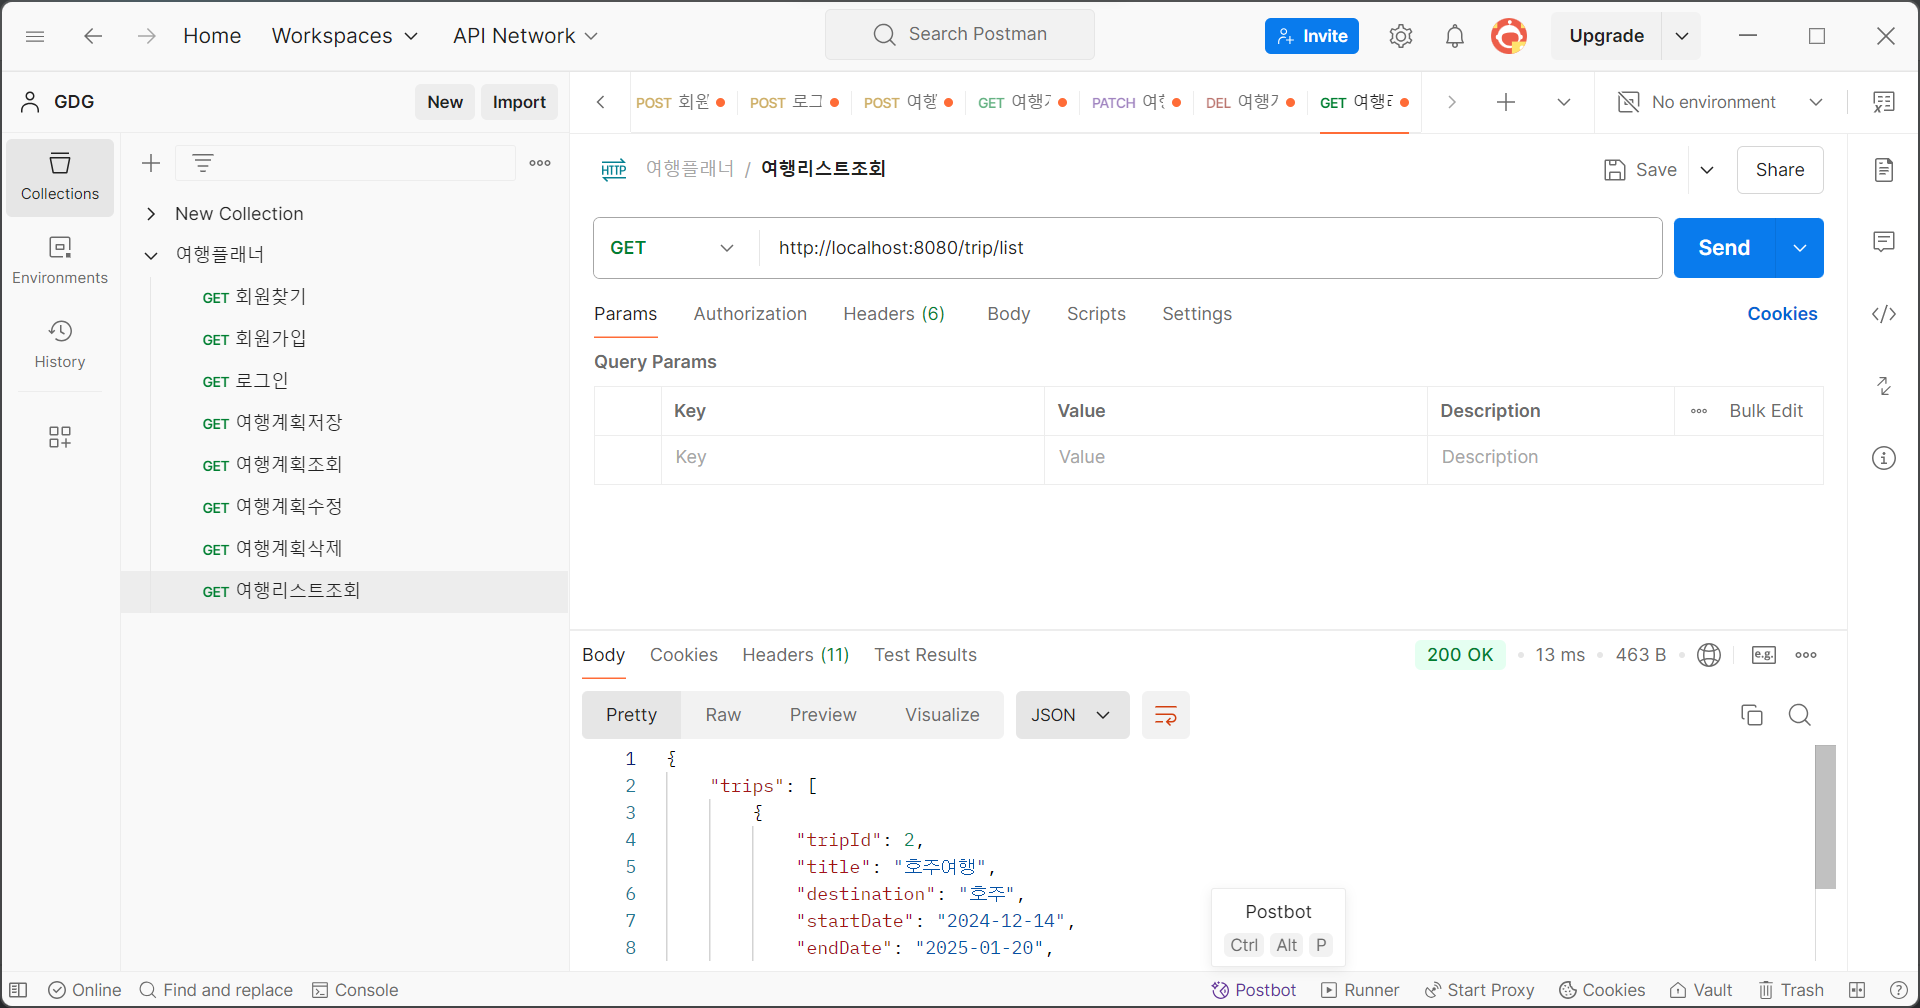 Home Workspaces API Network Search Postman Invite Upgrade
GDG New Import
POST 회원 POST 로그 POST 여행 GET 여행 PATCH 여행 DEL 여행 GET 여행리 No environment
Collections
Environments
History
New Collection
여행플래너
GET 회원찾기
GET 회원가입
GET 로그인
GET 여행계획저장
GET 여행계획조회
GET 여행계획수정
GET 여행계획삭제
GET 여행리스트조회
HTTP 여행플래너 / 여행리스트조회 Save Share
GET http://localhost:8080/trip/list Send
Params Authorization Headers (6) Body Scripts Settings Cookies
Query Params
Key Value Description Bulk Edit
Key Value Description
Body Cookies Headers (11) Test Results 200 OK 13 ms 463 B e.g.
Pretty Raw Preview Visualize JSON
1 {
2 "trips": [
3 {
4 "tripId": 2,
5 "title": "호주여행",
6 "destination": "호주",
7 "startDate": "2024-12-14",
8 "endDate": "2025-01-20",
Postbot
Ctrl Alt P
Online Find and replace Console Postbot Runner Start Proxy Cookies Vault Trash